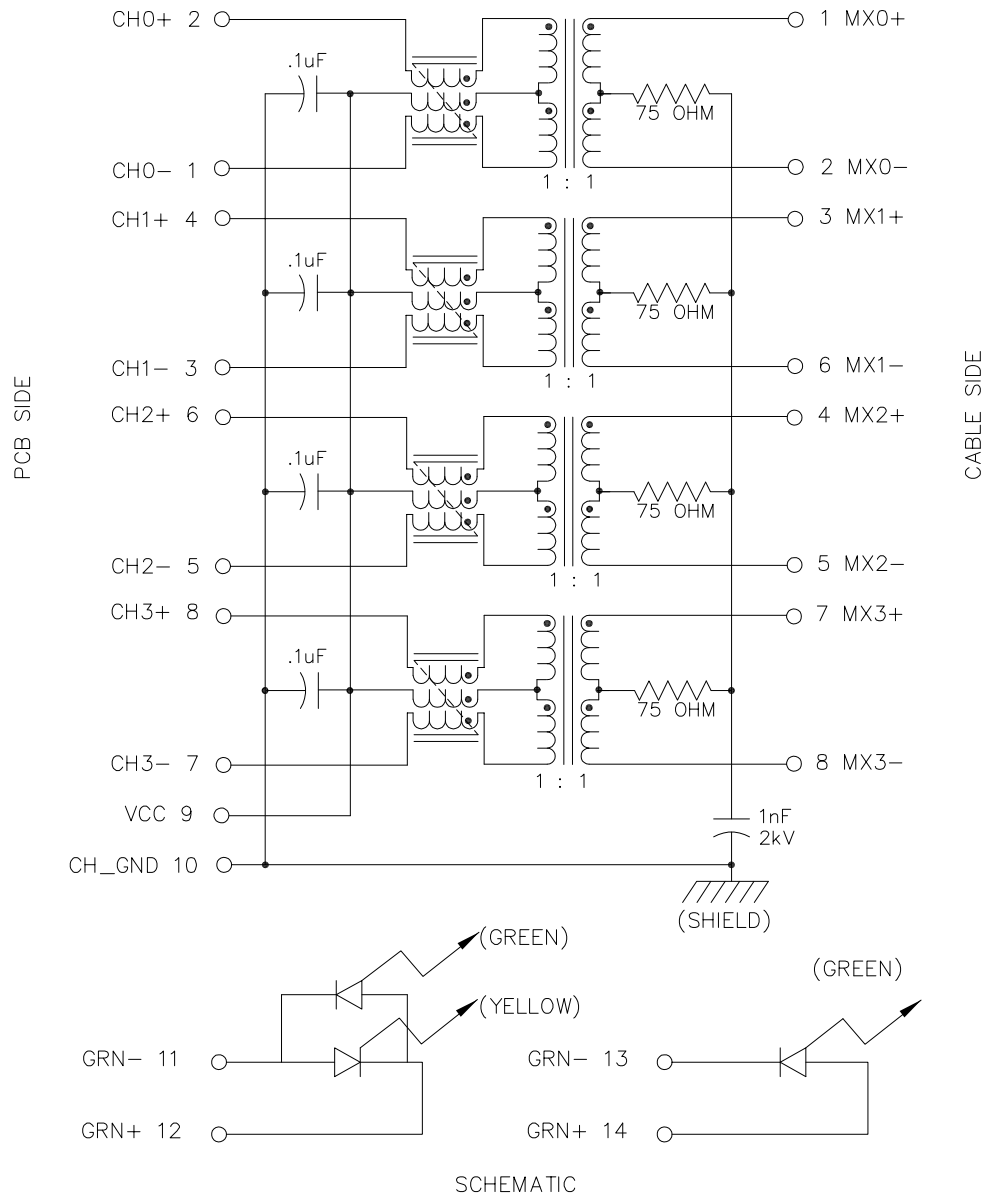 CH0+ 2
1 MX0+
.1uF
75 OHM
CH0- 1
2 MX0-
1 : 1
CH1+ 4
3 MX1+
.1uF
75 OHM
CH1- 3
6 MX1-
1 : 1
PCB SIDE
CABLE SIDE
CH2+ 6
4 MX2+
.1uF
75 OHM
CH2- 5
5 MX2-
1 : 1
CH3+ 8
7 MX3+
.1uF
75 OHM
CH3- 7
8 MX3-
1 : 1
VCC 9
1nF
2kV
CH_GND 10
(SHIELD)
(GREEN)
(GREEN)
(YELLOW)
GRN- 11
GRN- 13
GRN+ 12
GRN+ 14
SCHEMATIC